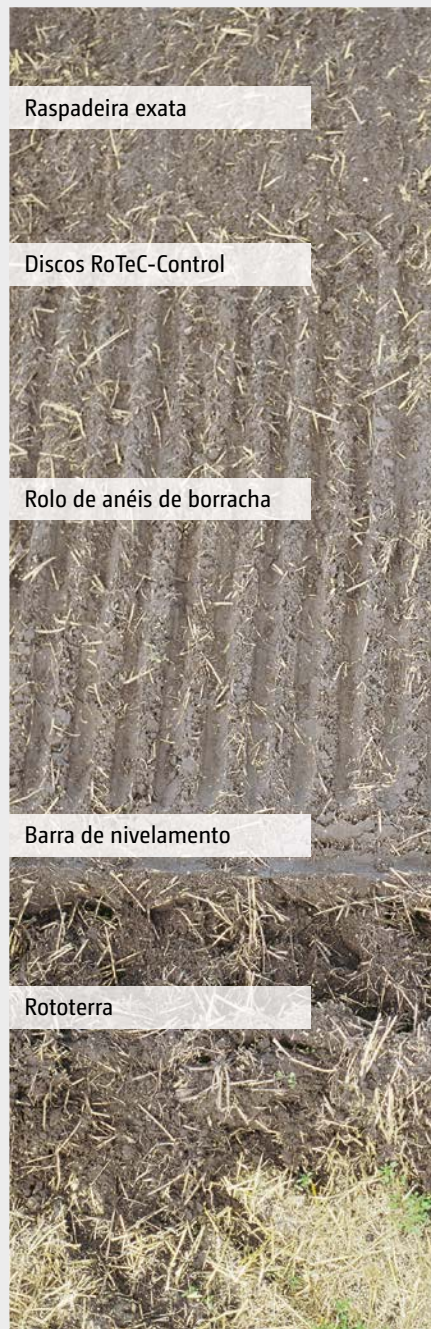 Raspadeira exata
Discos RoTeC-Control
Rolo de anéis de borracha
Barra de nivelamento
Rototerra